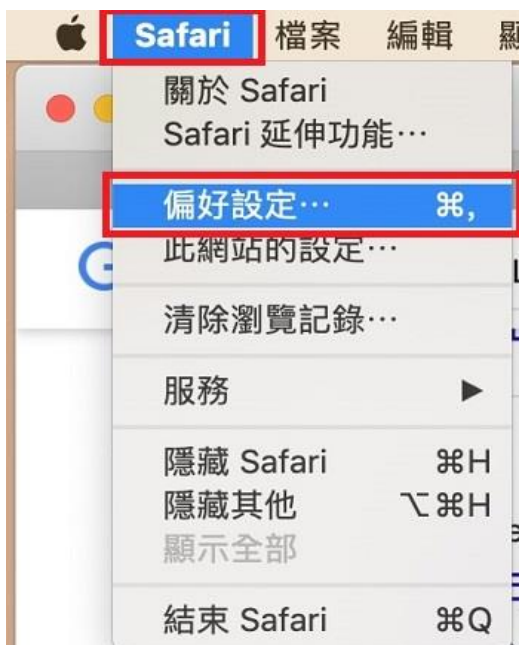 Safari 檔案 編輯
關於 Safari
Safari 延伸功能…
偏好設定… ⌘,
此網站的設定…
清除瀏覽記錄…
服務 ▶
隱藏 Safari ⌘H
隱藏其他 ⌥⌘H
顯示全部
結束 Safari ⌘Q